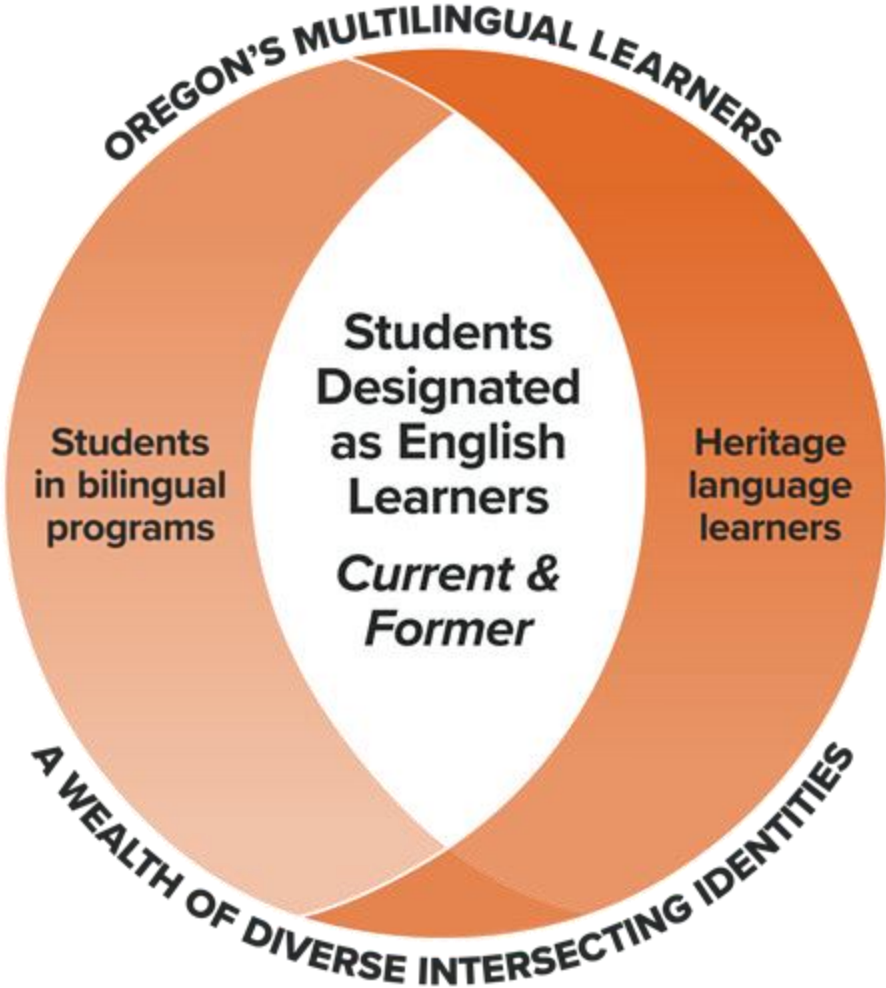 OREGON'S MULTILINGUAL LEARNERS
Students
in bilingual
programs
Students
Designated
as English
Learners
Current &
Former
Heritage
language
learners
A WEALTH OF DIVERSE INTERSECTING IDENTITIES